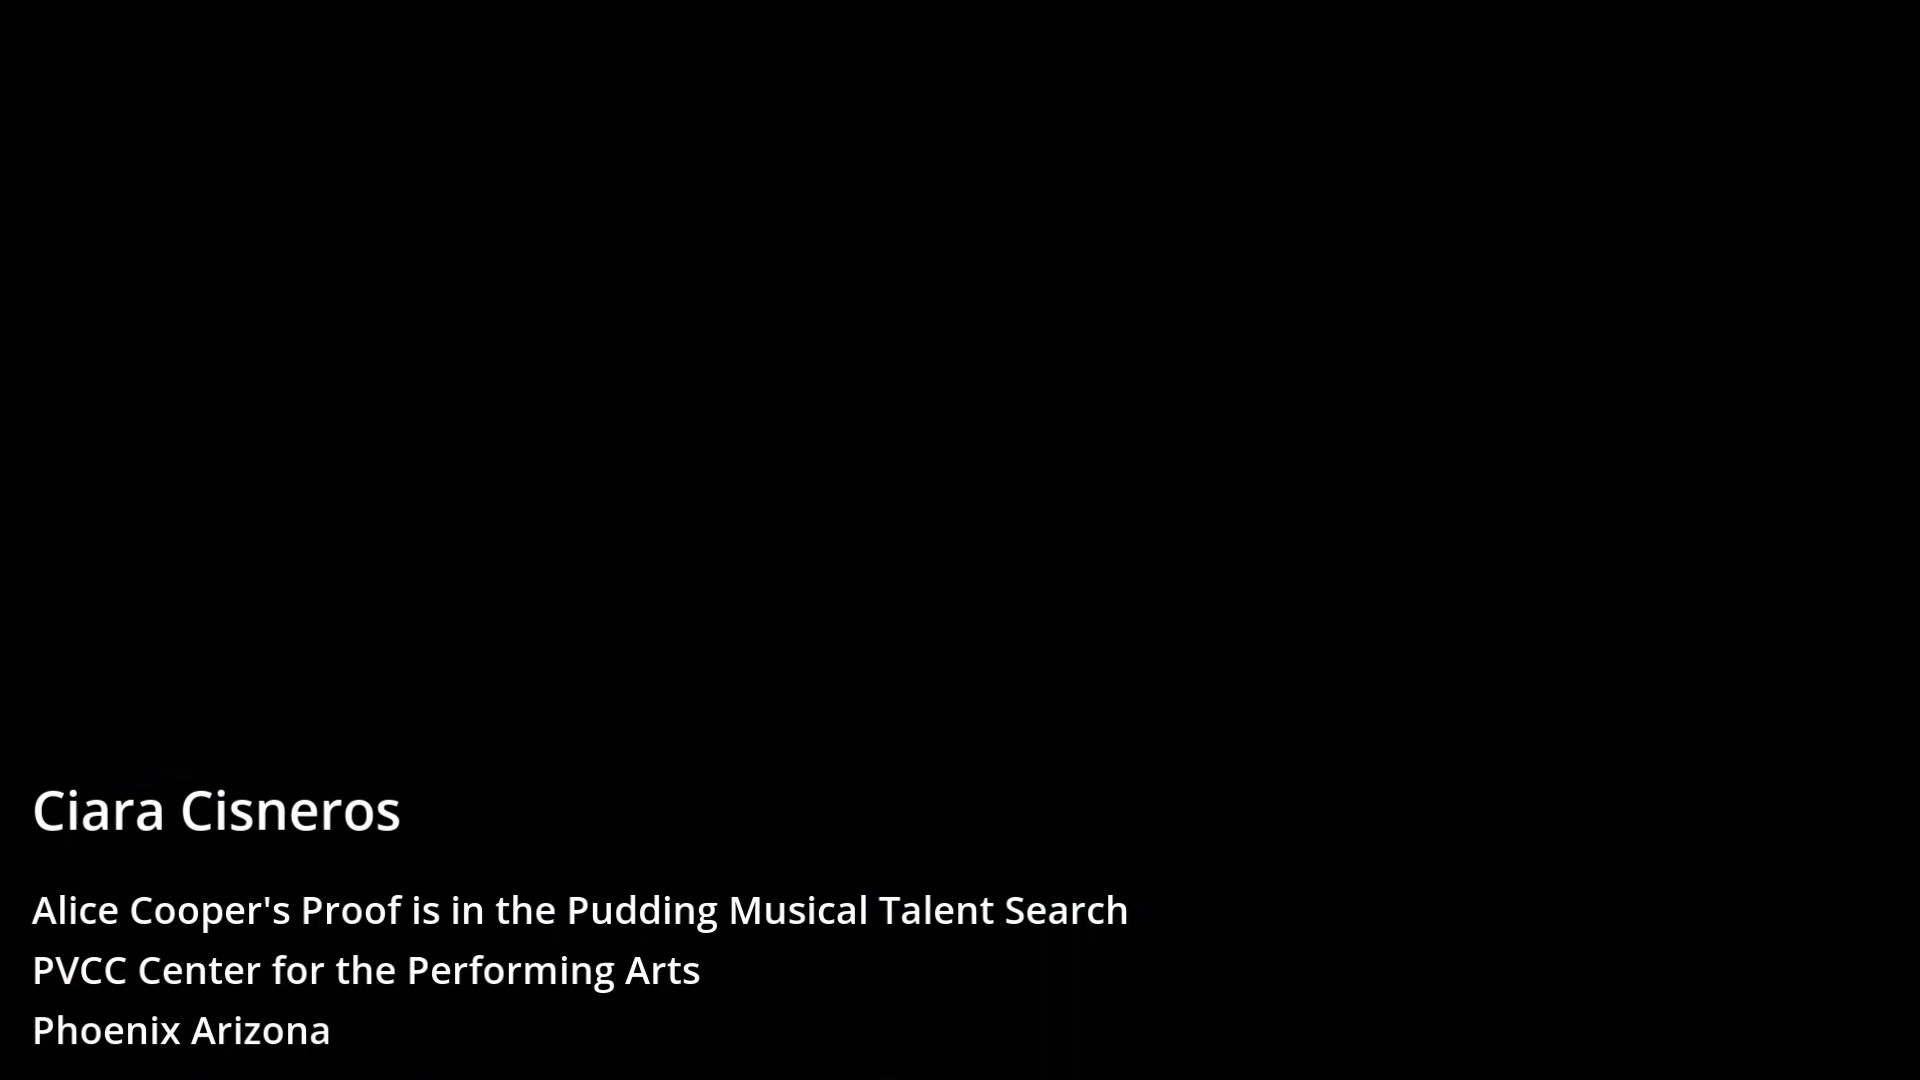 Ciara Cisneros
Alice Cooper's Proof is in the Pudding Musical Talent Search
PVCC Center for the Performing Arts
Phoenix Arizona